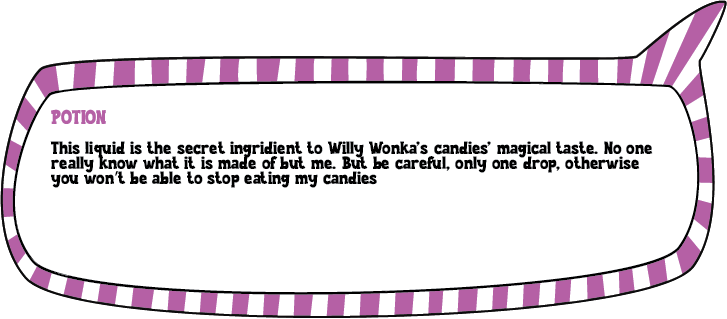 POTION
This liquid is the secret ingridient to Willy Wonka's candies' magical taste. No one
really know what it is made of but me. But be careful, only one drop, otherwise
you won't be able to stop eating my candies